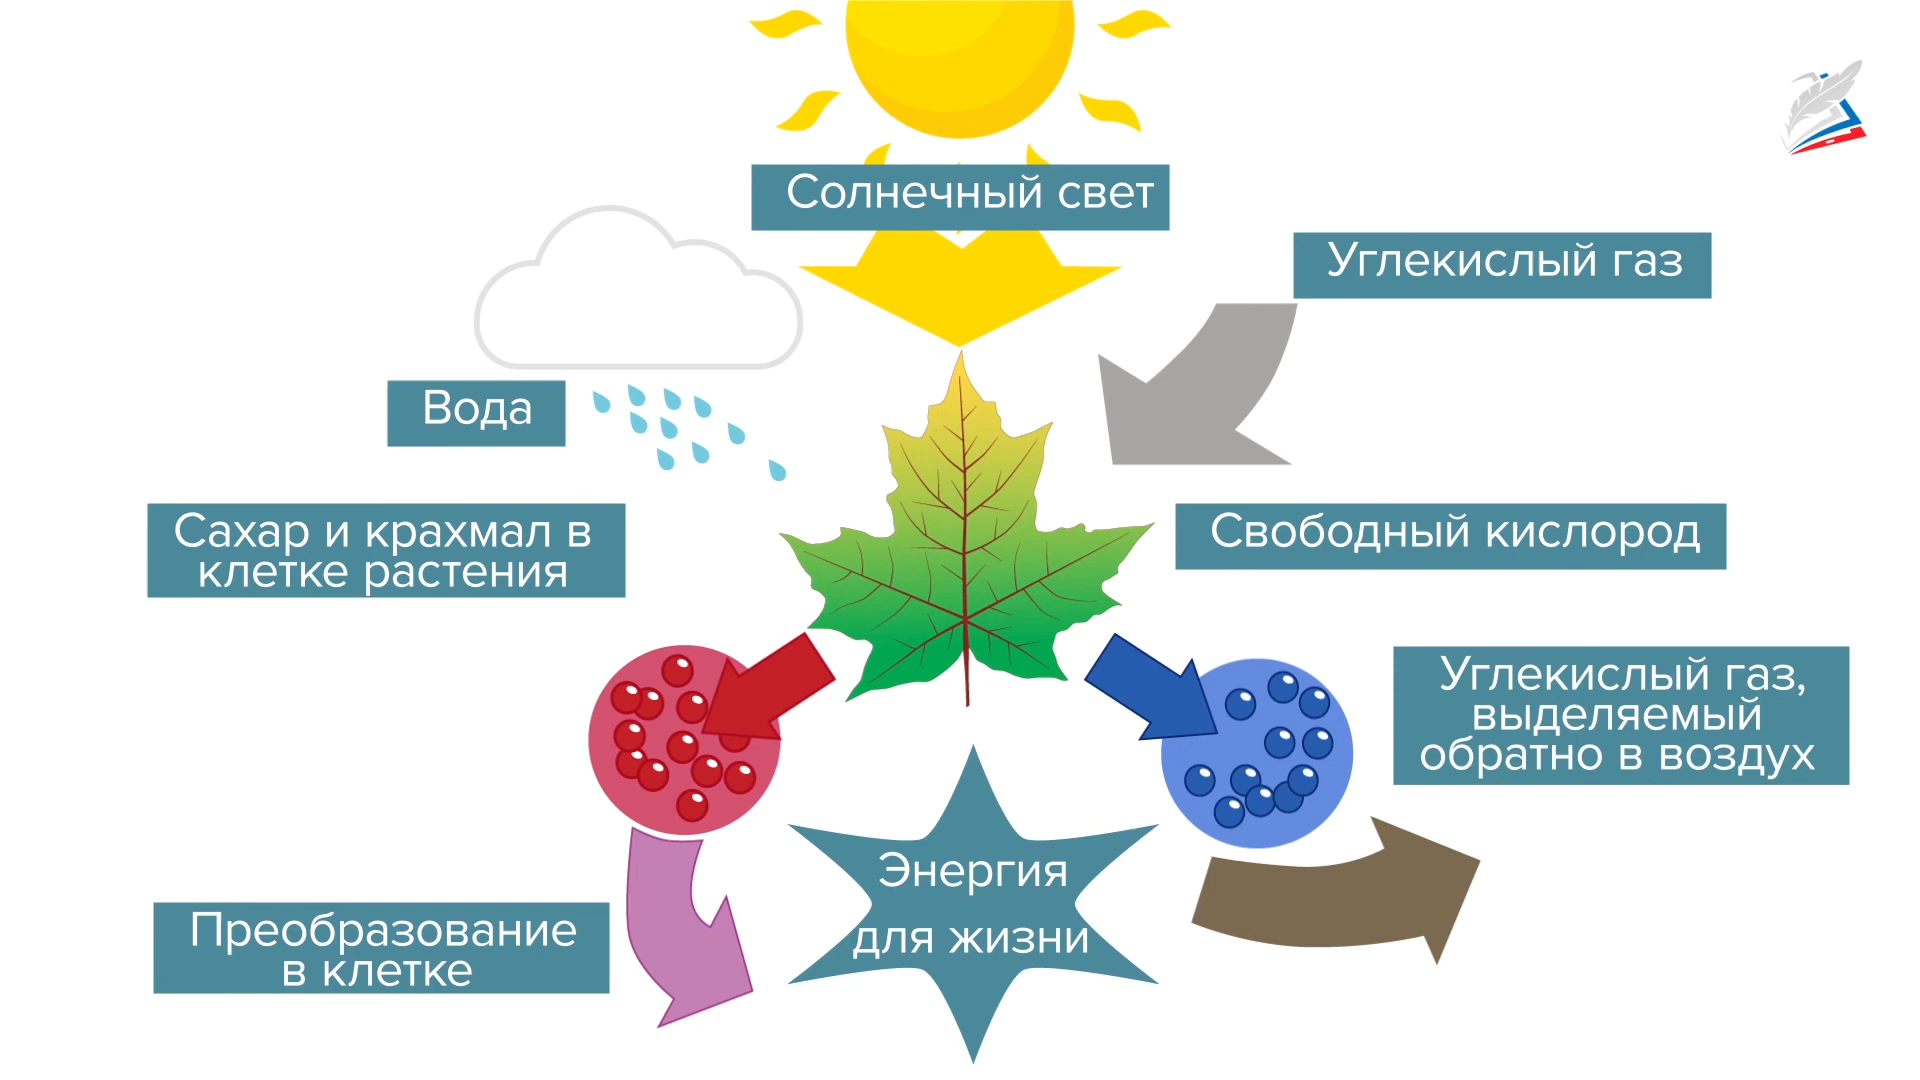 Солнечный свет
Углекислый газ
Вода
Сахар и крахмал в
клетке растения
Свободный кислород
Углекислый газ,
выделяемый
обратно в воздух
Энергия
для жизни
Преобразование
в клетке